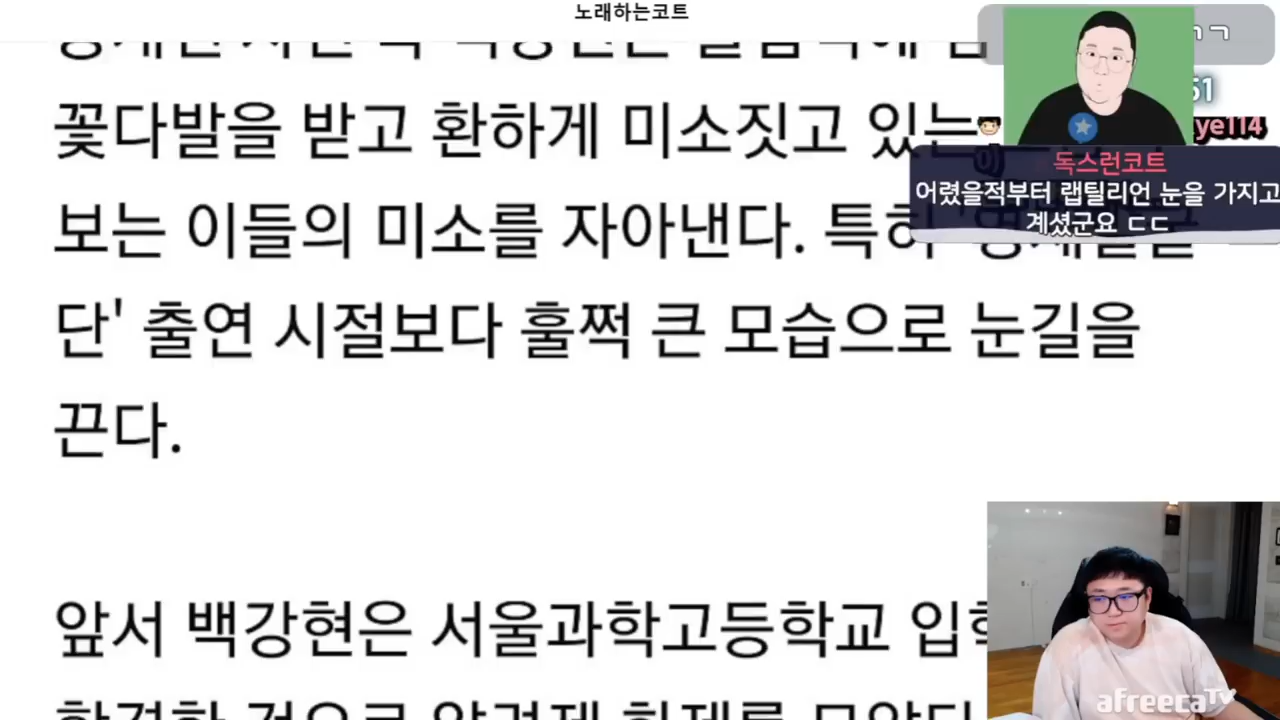 노래하는코트
꽃다발을 받고 환하게 미소짓고 있는
보는 이들의 미소를 자아낸다. 특히
단' 출연 시절보다 훌쩍 큰 모습으로 눈길을
끈다.
앞서 백강현은 서울과학고등학교
ㄱㄱ
51
ye114
독스런코트
어렸을적부터 랩틸리언 눈을 가지고
계셨군요 ㄷㄷ
afreecaTV